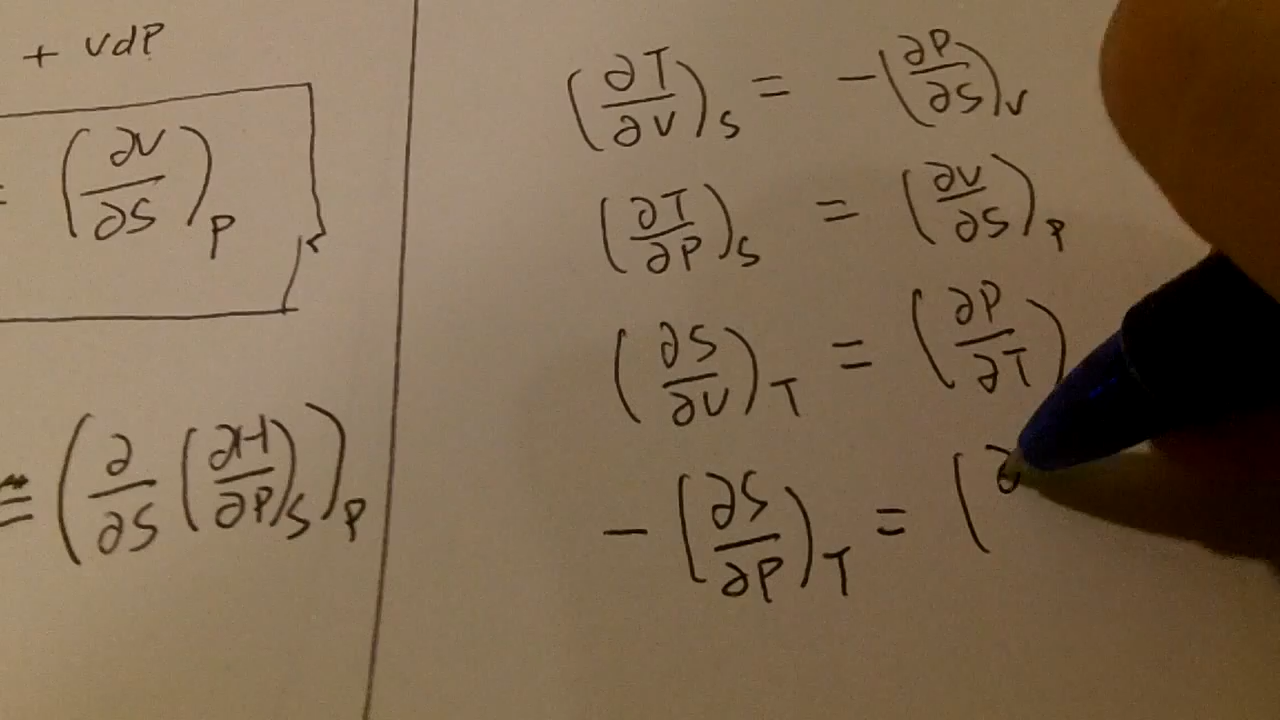 + VdP
= (∂V/∂S)_P
= (∂/∂S (∂H/∂P)_S)_P
(∂T/∂V)_S = -(∂P/∂S)_V
(∂T/∂P)_S = (∂V/∂S)_P
(∂S/∂V)_T = (∂P/∂T)
-(∂S/∂P)_T = (∂